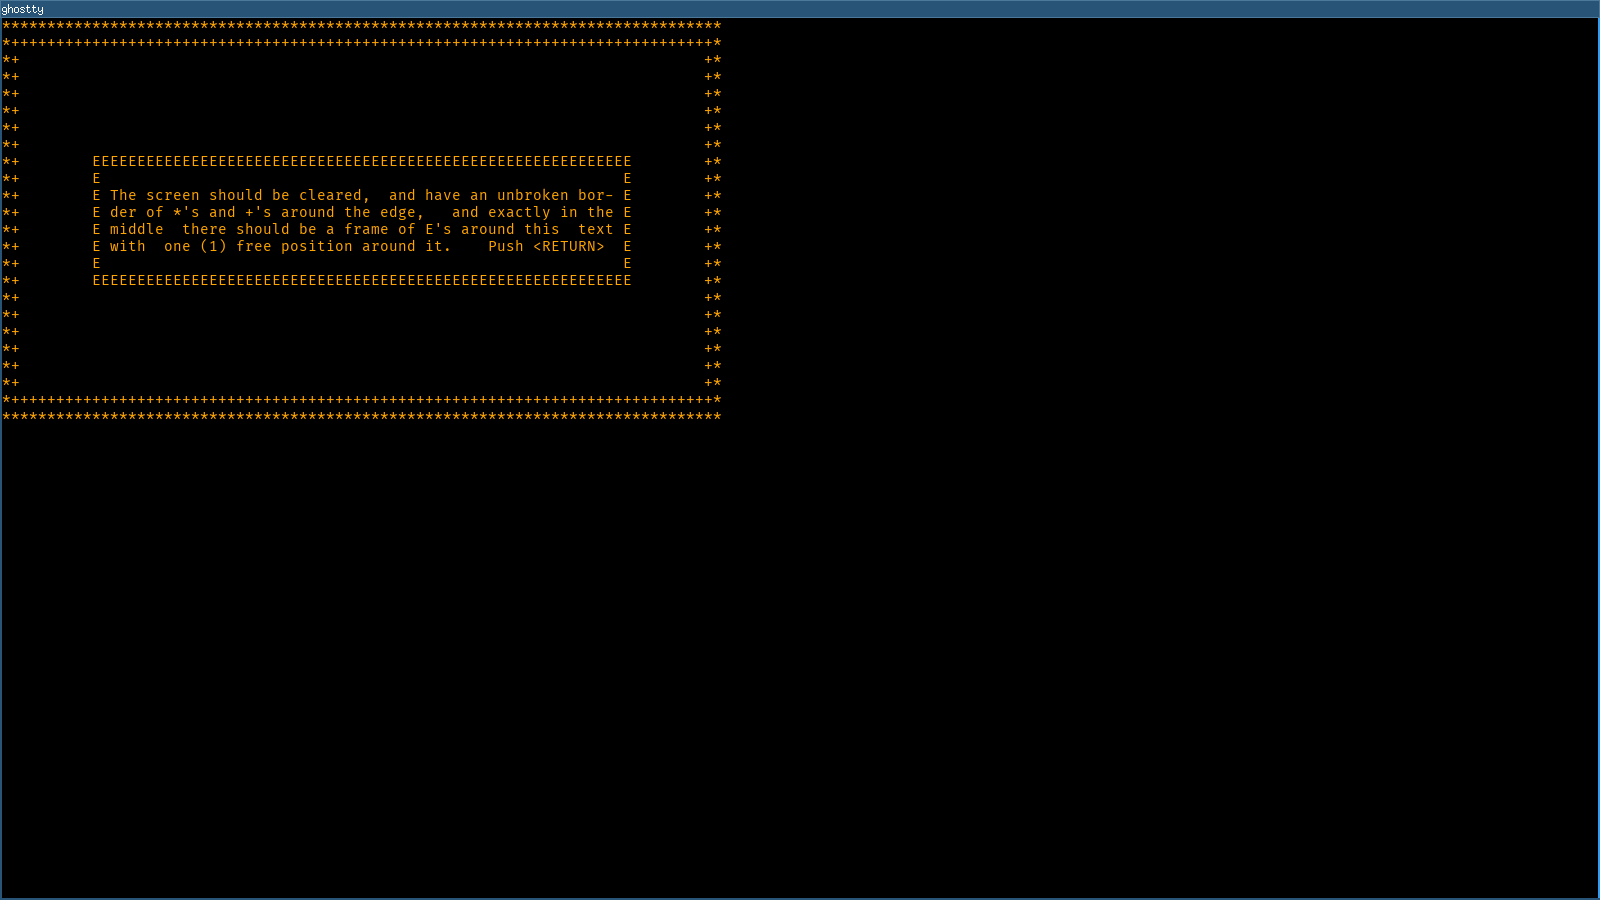 ghostty
********************************************************************************
*++++++++++++++++++++++++++++++++++++++++++++++++++++++++++++++++++++++++++++++*
*+                                                                            +*
*+                                                                            +*
*+                                                                            +*
*+                                                                            +*
*+                                                                            +*
*+                                                                            +*
*+        EEEEEEEEEEEEEEEEEEEEEEEEEEEEEEEEEEEEEEEEEEEEEEEEEEEEEEEEEEEE        +*
*+        E                                                          E        +*
*+        E The screen should be cleared,  and have an unbroken bor- E        +*
*+        E der of *'s and +'s around the edge,   and exactly in the E        +*
*+        E middle  there should be a frame of E's around this  text E        +*
*+        E with  one (1) free position around it.    Push <RETURN>  E        +*
*+        E                                                          E        +*
*+        EEEEEEEEEEEEEEEEEEEEEEEEEEEEEEEEEEEEEEEEEEEEEEEEEEEEEEEEEEEE        +*
*+                                                                            +*
*+                                                                            +*
*+                                                                            +*
*+                                                                            +*
*+                                                                            +*
*+                                                                            +*
*++++++++++++++++++++++++++++++++++++++++++++++++++++++++++++++++++++++++++++++*
********************************************************************************